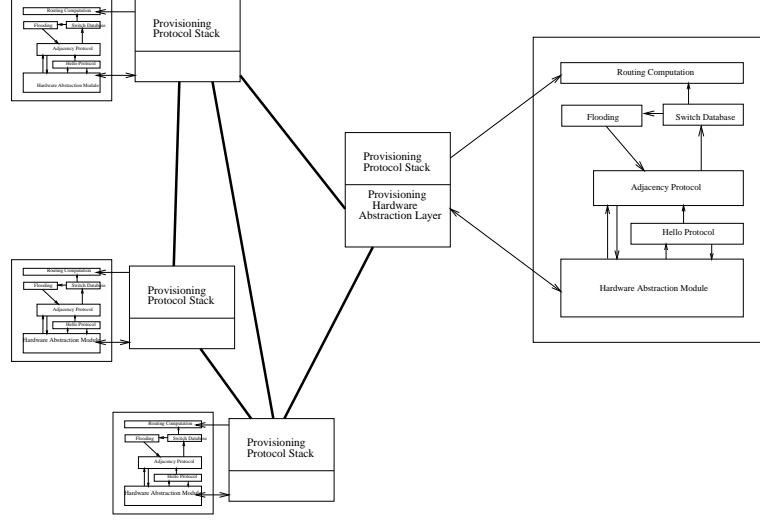 Routing Computation
Flooding
Switch Database
Adjacency Protocol
Hello Protocol
Hardware Abstraction Module
Provisioning
Protocol Stack
Provisioning
Protocol Stack
Provisioning
Hardware
Abstraction Layer
Routing Computation
Flooding
Switch Database
Adjacency Protocol
Hello Protocol
Hardware Abstraction Module
Routing Computation
Flooding
Switch Database
Adjacency Protocol
Hello Protocol
Hardware Abstraction Module
Provisioning
Protocol Stack
Routing Computation
Flooding
Switch Database
Adjacency Protocol
Hello Protocol
Hardware Abstraction Module
Provisioning
Protocol Stack